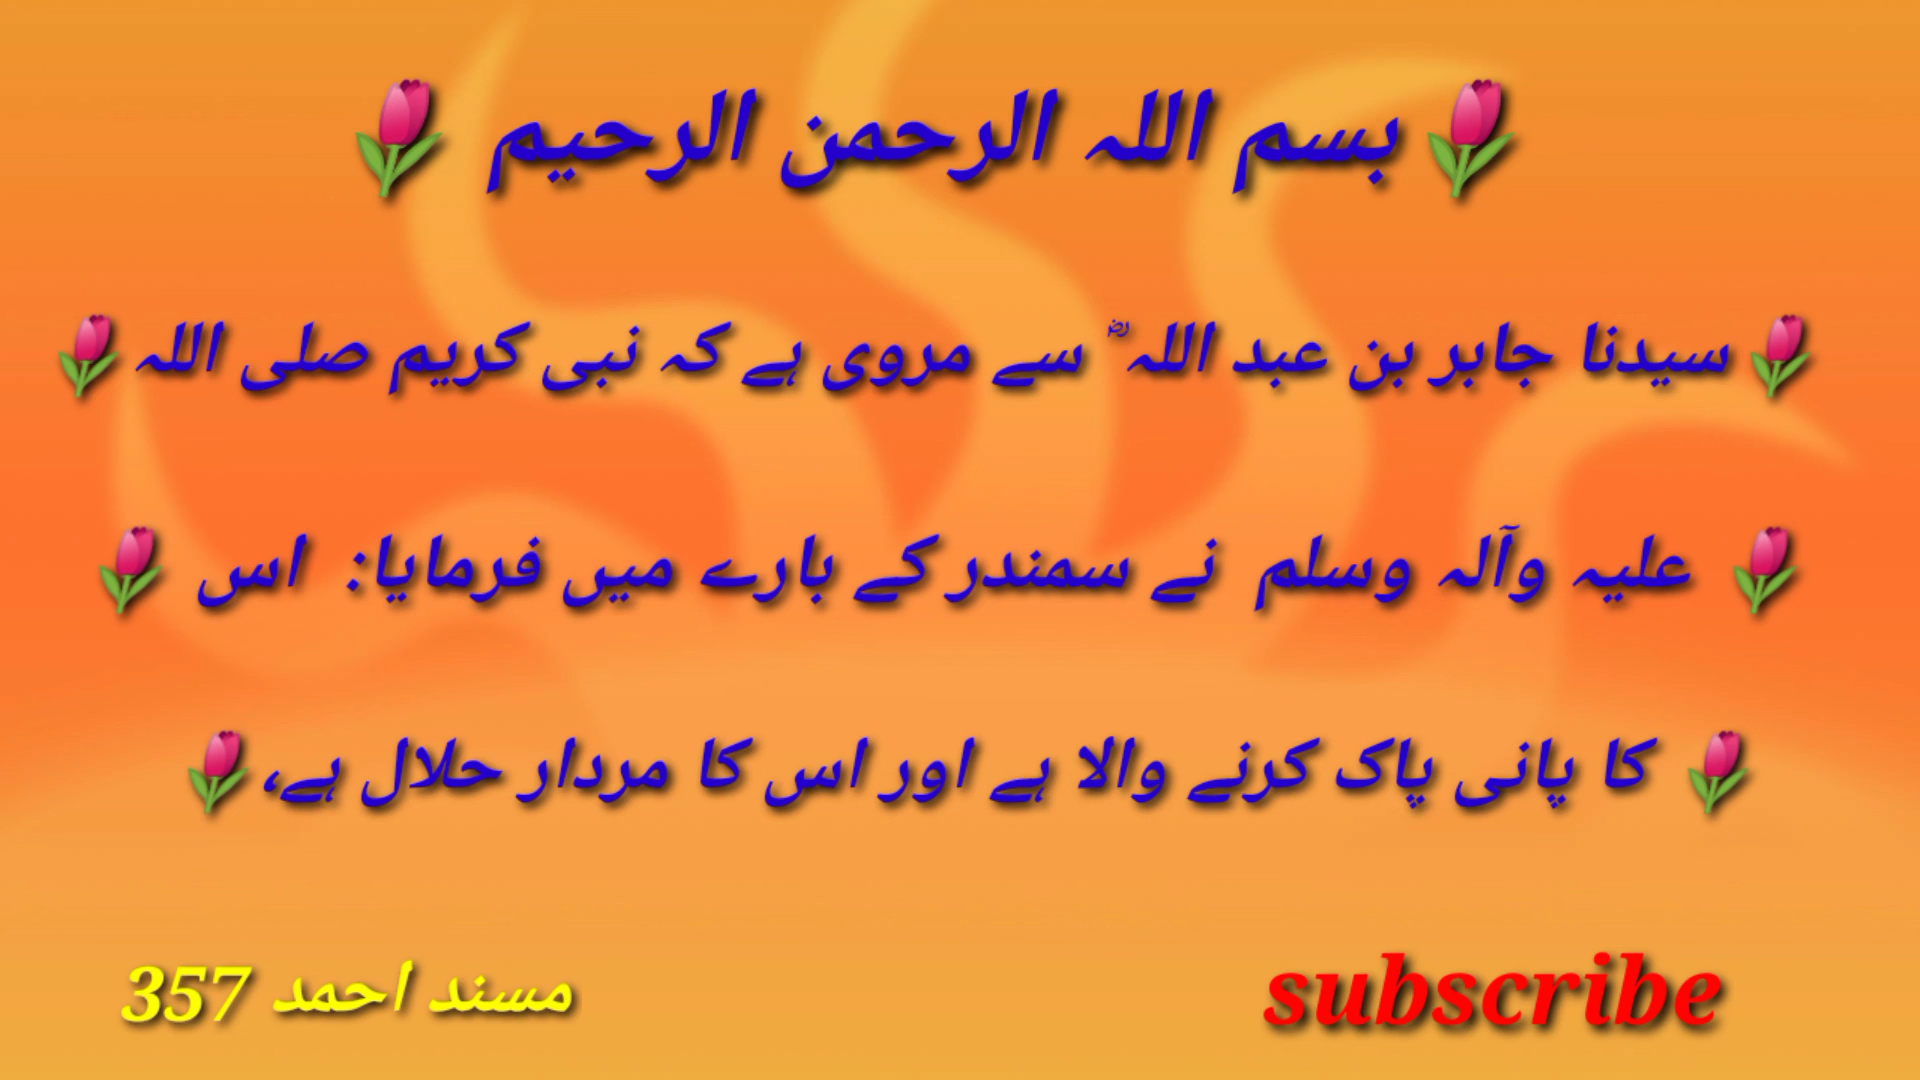 🌷بسم اللہ الرحمن الرحیم 🌷
🌷سیدنا جابر بن عبد اللہ ؓ سے مروی ہے کہ نبی کریم صلی اللہ🌷
🌷 علیہ وآلہ وسلم نے سمندر کے بارے میں فرمایا: اس 🌷
🌷 کا پانی پاک کرنے والا ہے اور اس کا مردار حلال ہے،🌷
subscribe
مسند احمد 357